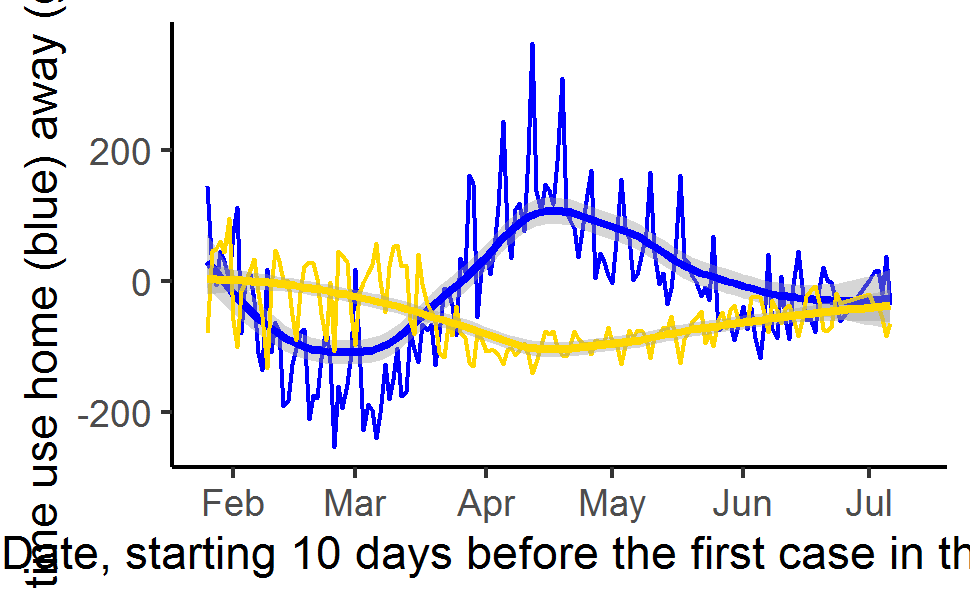 time use home (blue) away (
200
0
-200
Feb Mar Apr May Jun Jul
Date, starting 10 days before the first case in th